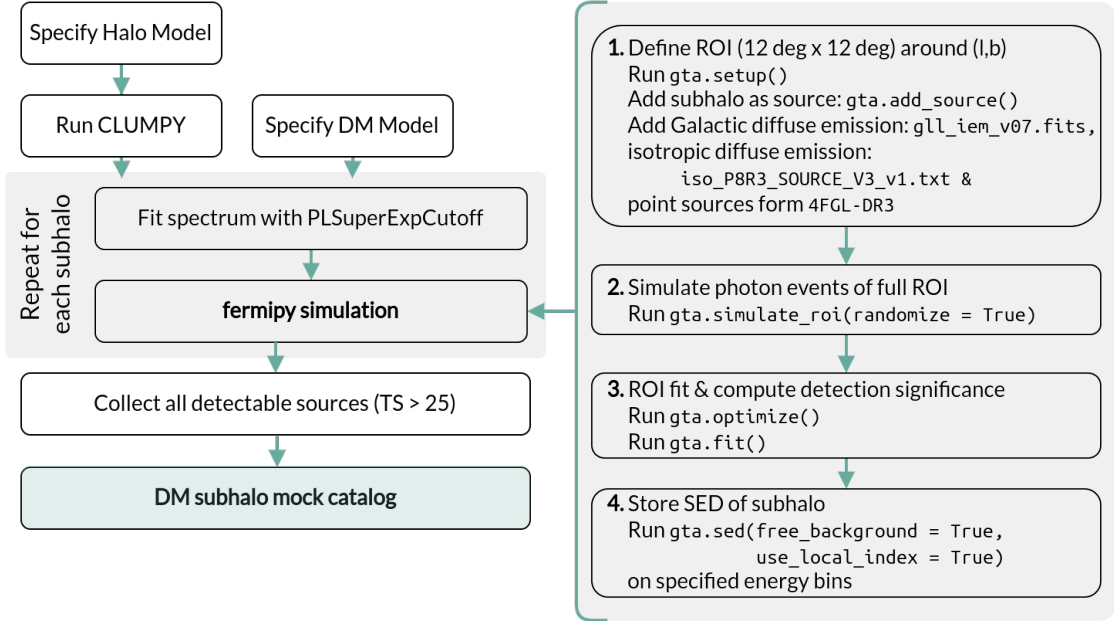 Specify Halo Model
Run CLUMPY
Specify DM Model
Repeat for
each subhalo
Fit spectrum with PLSuperExpCutoff
fermipy simulation
Collect all detectable sources (TS > 25)
DM subhalo mock catalog
1. Define ROI (12 deg x 12 deg) around (l,b)
Run gta.setup()
Add subhalo as source: gta.add_source()
Add Galactic diffuse emission: gll_iem_v07.fits,
isotropic diffuse emission:
iso_P8R3_SOURCE_V3_v1.txt &
point sources form 4FGL-DR3
2. Simulate photon events of full ROI
Run gta.simulate_roi(randomize = True)
3. ROI fit & compute detection significance
Run gta.optimize()
Run gta.fit()
4. Store SED of subhalo
Run gta.sed(free_background = True,
use_local_index = True)
on specified energy bins